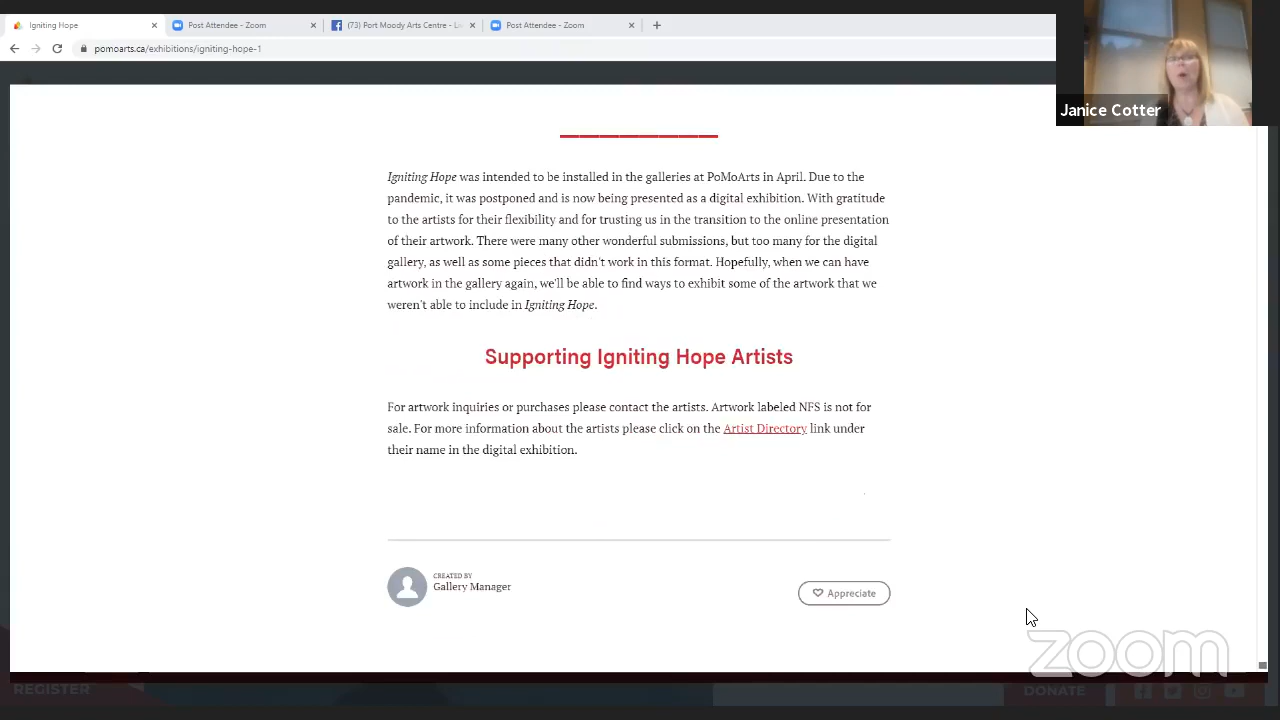 Igniting Hope
Post Attendee - Zoom
(73) Port Moody Arts Centre - L
Post Attendee - Zoom
pomoarts.ca/exhibitions/igniting-hope-1
Janice Cotter
Igniting Hope was intended to be installed in the galleries at PoMoArts in April. Due to the
pandemic, it was postponed and is now being presented as a digital exhibition. With gratitude
to the artists for their flexibility and for trusting us in the transition to the online presentation
of their artwork. There were many other wonderful submissions, but too many for the digital
gallery, as well as some pieces that didn't work in this format. Hopefully, when we can have
artwork in the gallery again, we'll be able to find ways to exhibit some of the artwork that we
weren't able to include in Igniting Hope.
Supporting Igniting Hope Artists
For artwork inquiries or purchases please contact the artists. Artwork labeled NFS is not for
sale. For more information about the artists please click on the Artist Directory link under
their name in the digital exhibition.
CREATED BY
Gallery Manager
Appreciate
zoom
REGISTER
DONATE